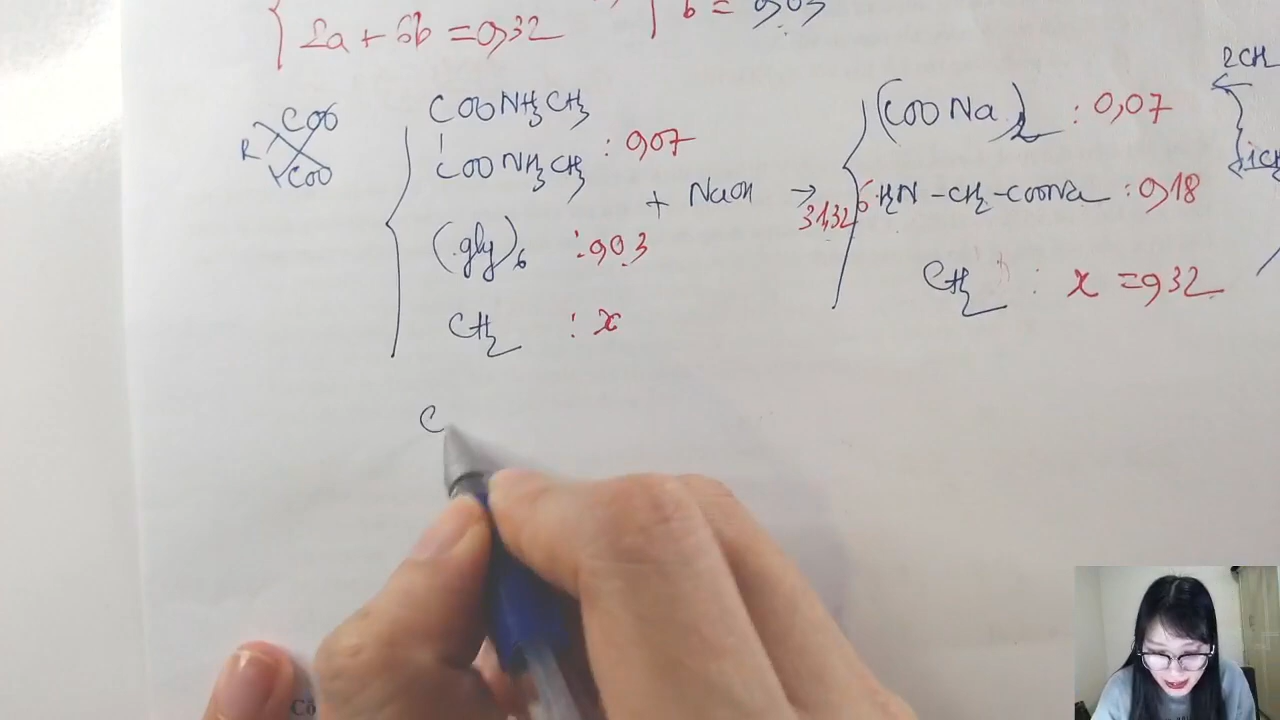 2a + 6b = 0,32
b = 0,03
R COO COO
COONH3CH3
COONH3CH3 : 0,07
(gly)6 : 0,03
CH2 : x
+ NaOH →
31,32
(COONa)2 : 0,07
6 H2N - CH2 - COONa : 0,18
CH2 : x = 0,32
2CH
1CH
C